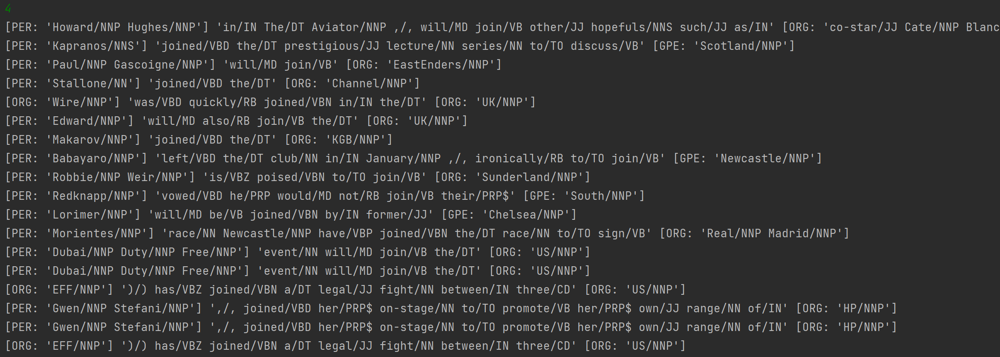 4
[PER: 'Howard/NNP Hughes/NNP'] 'in/IN The/DT Aviator/NNP ,/, will/MD join/VB other/JJ hopefuls/NNS such/JJ as/IN' [ORG: 'co-star/JJ Cate/NNP Blanc
[PER: 'Kapranos/NNS'] 'joined/VBD the/DT prestigious/JJ lecture/NN series/NN to/TO discuss/VB' [GPE: 'Scotland/NNP']
[PER: 'Paul/NNP Gascoigne/NNP'] 'will/MD join/VB' [ORG: 'EastEnders/NNP']
[PER: 'Stallone/NN'] 'joined/VBD the/DT' [ORG: 'Channel/NNP']
[ORG: 'Wire/NNP'] 'was/VBD quickly/RB joined/VBN in/IN the/DT' [ORG: 'UK/NNP']
[PER: 'Edward/NNP'] 'will/MD also/RB join/VB the/DT' [ORG: 'UK/NNP']
[PER: 'Makarov/NNP'] 'joined/VBD the/DT' [ORG: 'KGB/NNP']
[PER: 'Babayaro/NNP'] 'left/VBD the/DT club/NN in/IN January/NNP ,/, ironically/RB to/TO join/VB' [GPE: 'Newcastle/NNP']
[PER: 'Robbie/NNP Weir/NNP'] 'is/VBZ poised/VBN to/TO join/VB' [ORG: 'Sunderland/NNP']
[PER: 'Redknapp/NNP'] 'vowed/VBD he/PRP would/MD not/RB join/VB their/PRP$' [GPE: 'South/NNP']
[PER: 'Lorimer/NNP'] 'will/MD be/VB joined/VBN by/IN former/JJ' [GPE: 'Chelsea/NNP']
[PER: 'Morientes/NNP'] 'race/NN Newcastle/NNP have/VBP joined/VBN the/DT race/NN to/TO sign/VB' [ORG: 'Real/NNP Madrid/NNP']
[PER: 'Dubai/NNP Duty/NNP Free/NNP'] 'event/NN will/MD join/VB the/DT' [ORG: 'US/NNP']
[PER: 'Dubai/NNP Duty/NNP Free/NNP'] 'event/NN will/MD join/VB the/DT' [ORG: 'US/NNP']
[ORG: 'EFF/NNP'] ')/) has/VBZ joined/VBN a/DT legal/JJ fight/NN between/IN three/CD' [ORG: 'US/NNP']
[PER: 'Gwen/NNP Stefani/NNP'] ',/, joined/VBD her/PRP$ on-stage/NN to/TO promote/VB her/PRP$ own/JJ range/NN of/IN' [ORG: 'HP/NNP']
[PER: 'Gwen/NNP Stefani/NNP'] ',/, joined/VBD her/PRP$ on-stage/NN to/TO promote/VB her/PRP$ own/JJ range/NN of/IN' [ORG: 'HP/NNP']
[ORG: 'EFF/NNP'] ')/) has/VBZ joined/VBN a/DT legal/JJ fight/NN between/IN three/CD' [ORG: 'US/NNP']